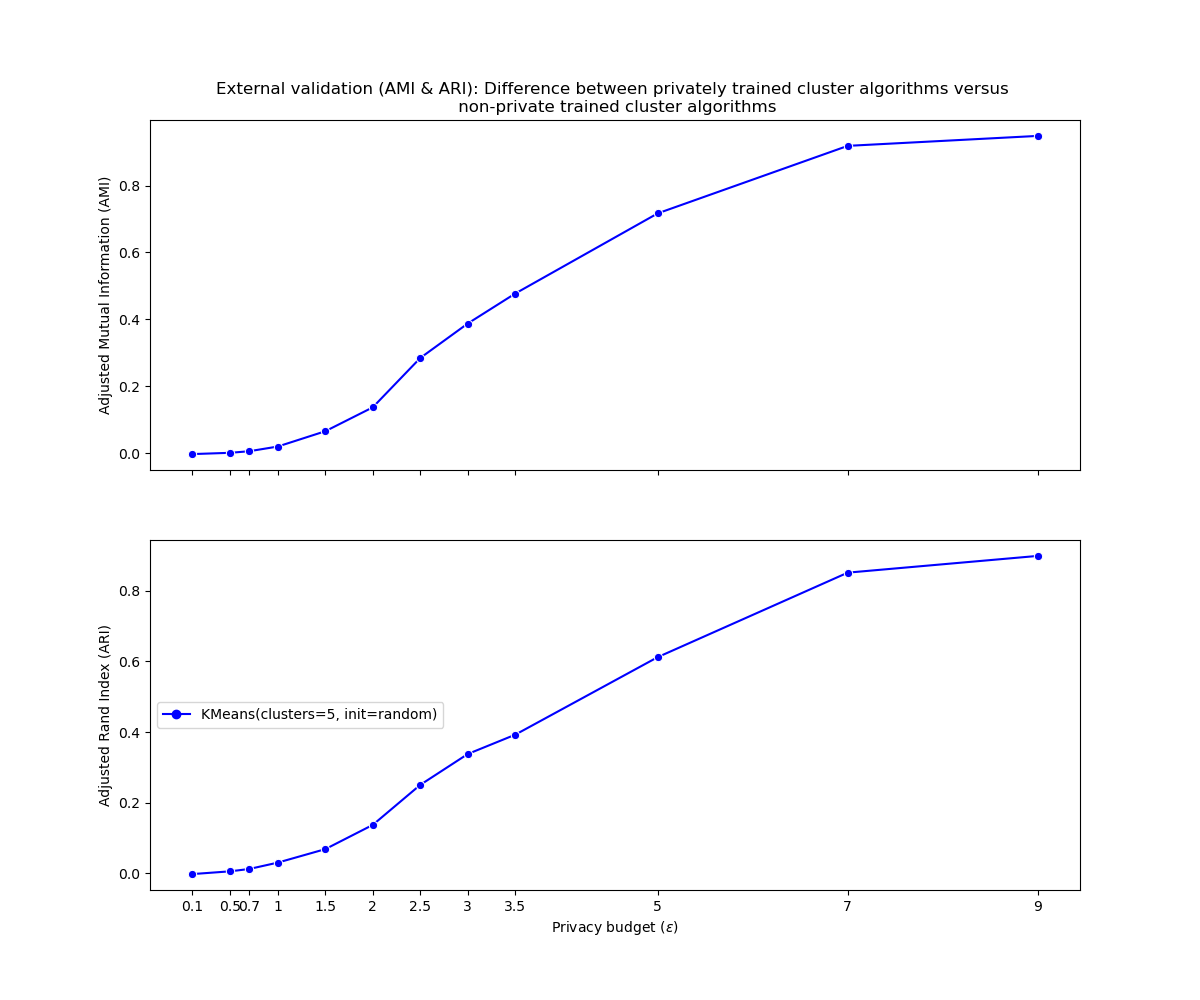 External validation (AMI & ARI): Difference between privately trained cluster algorithms versus
non-private trained cluster algorithms
Adjusted Mutual Information (AMI)
0.8
0.6
0.4
0.2
0.0
Adjusted Rand Index (ARI)
0.8
0.6
0.4
0.2
0.0
KMeans(clusters=5, init=random)
0.1 0.5 0.7 1 1.5 2 2.5 3 3.5 5 7 9
Privacy budget (ε)